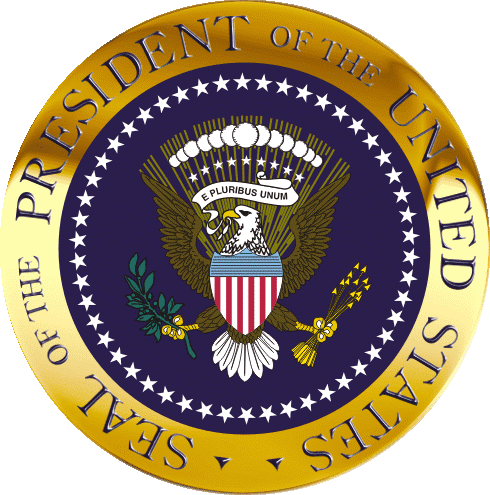 SEAL OF THE PRESIDENT OF THE UNITED STATES
E PLURIBUS UNUM